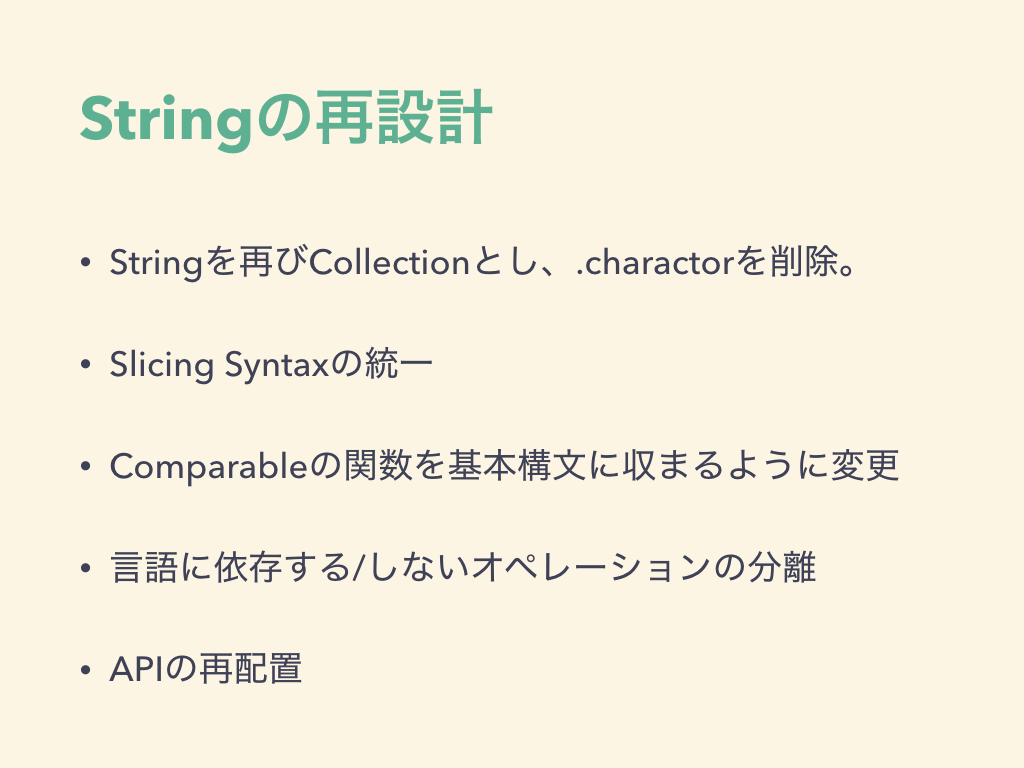 Stringの再設計
• Stringを再びCollectionとし、.charactorを削除。
• Slicing Syntaxの統一
• Comparableの関数を基本構文に収まるように変更
• 言語に依存する/しないオペレーションの分離
• APIの再配置